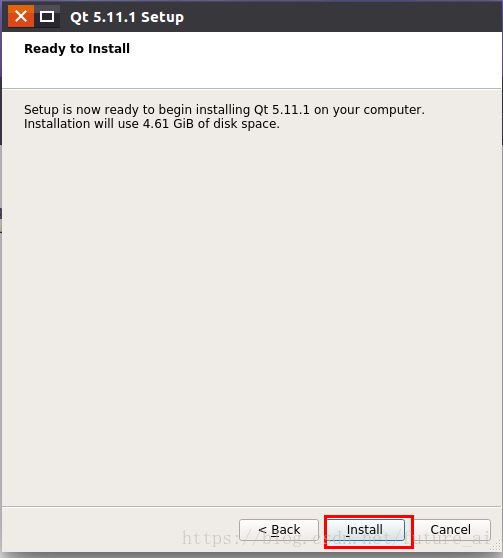 Qt 5.11.1 Setup
Ready to Install
Setup is now ready to begin installing Qt 5.11.1 on your computer.
Installation will use 4.61 GiB of disk space.
< Back
Install
Cancel
https://blog.csdn.net/future_ai